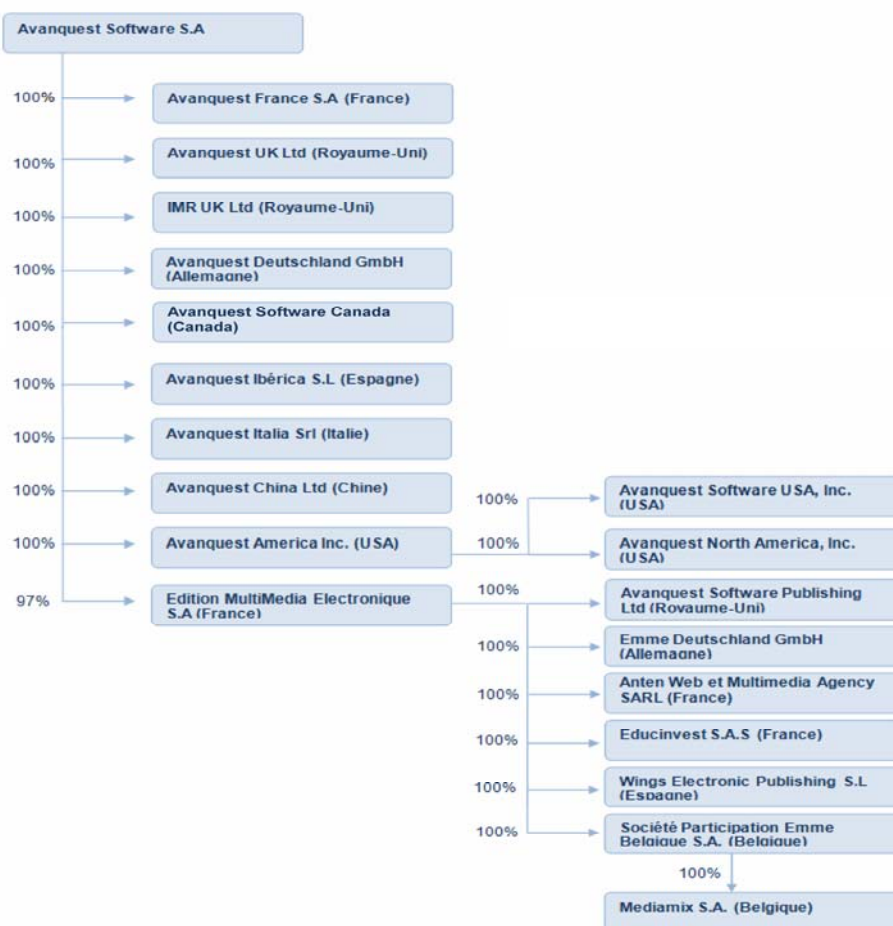 Avanquest Software S.A
100%
Avanquest France S.A (France)
100%
Avanquest UK Ltd (Royaume-Uni)
100%
IMR UK Ltd (Royaume-Uni)
100%
Avanquest Deutschland GmbH
(Allemagne)
100%
Avanquest Software Canada
(Canada)
100%
Avanquest Ibérica S.L (Espagne)
100%
Avanquest Italia Srl (Italie)
100%
Avanquest China Ltd (Chine)
100%
Avanquest America Inc. (USA)
97%
Edition MultiMedia Electronique
S.A (France)
100%
Avanquest Software USA, Inc.
(USA)
100%
Avanquest North America, Inc.
(USA)
100%
Avanquest Software Publishing
Ltd (Royaume-Uni)
100%
Emme Deutschland GmbH
(Allemagne)
100%
Anten Web et Multimedia Agency
SARL (France)
100%
Educinvest S.A.S (France)
100%
Wings Electronic Publishing S.L
(Espagne)
100%
Société Participation Emme
Belgique S.A. (Belgique)
100%
Mediamix S.A. (Belgique)